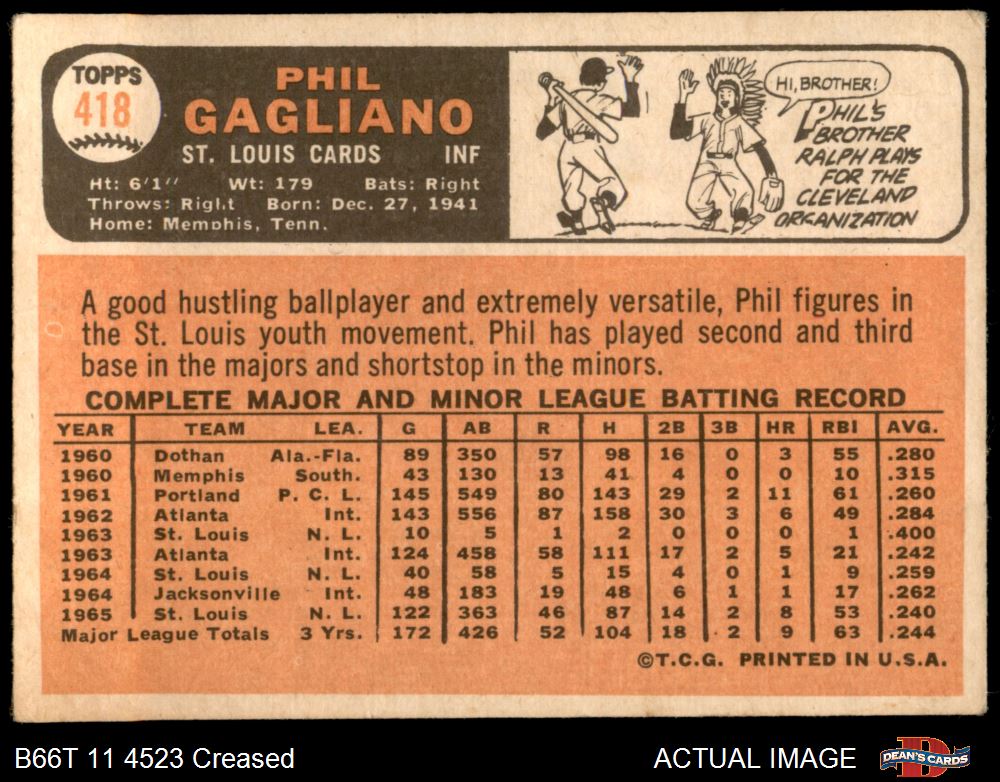 TOPPS
418
PHIL
GAGLIANO
ST. LOUIS CARDS INF
Ht: 6'1" Wt: 179 Bats: Right
Throws: Right Born: Dec. 27, 1941
Home: Memphis, Tenn.
HI, BROTHER!
PHIL'S
BROTHER
RALPH PLAYS
FOR THE
CLEVELAND
ORGANIZATION
A good hustling ballplayer and extremely versatile, Phil figures in
the St. Louis youth movement. Phil has played second and third
base in the majors and shortstop in the minors.
COMPLETE MAJOR AND MINOR LEAGUE BATTING RECORD
YEAR TEAM LEA. G AB R H 2B 3B HR RBI AVG.
1960 Dothan Ala.-Fla. 89 350 57 98 16 0 3 55 .280
1960 Memphis South. 43 130 13 41 4 0 0 10 .315
1961 Portland P. C. L. 145 549 80 143 29 2 11 61 .260
1962 Atlanta Int. 143 556 87 158 30 3 6 49 .284
1963 St. Louis N. L. 10 5 1 2 0 0 0 1 .400
1963 Atlanta Int. 124 458 58 111 17 2 5 21 .242
1964 St. Louis N. L. 40 58 5 15 4 0 1 9 .259
1964 Jacksonville Int. 48 183 19 48 6 1 1 17 .262
1965 St. Louis N. L. 122 363 46 87 14 2 8 53 .240
Major League Totals 3 Yrs. 172 426 52 104 18 2 9 63 .244
©T.C.G. PRINTED IN U.S.A.
B66T 11 4523 Creased ACTUAL IMAGE DEAN'S CARDS